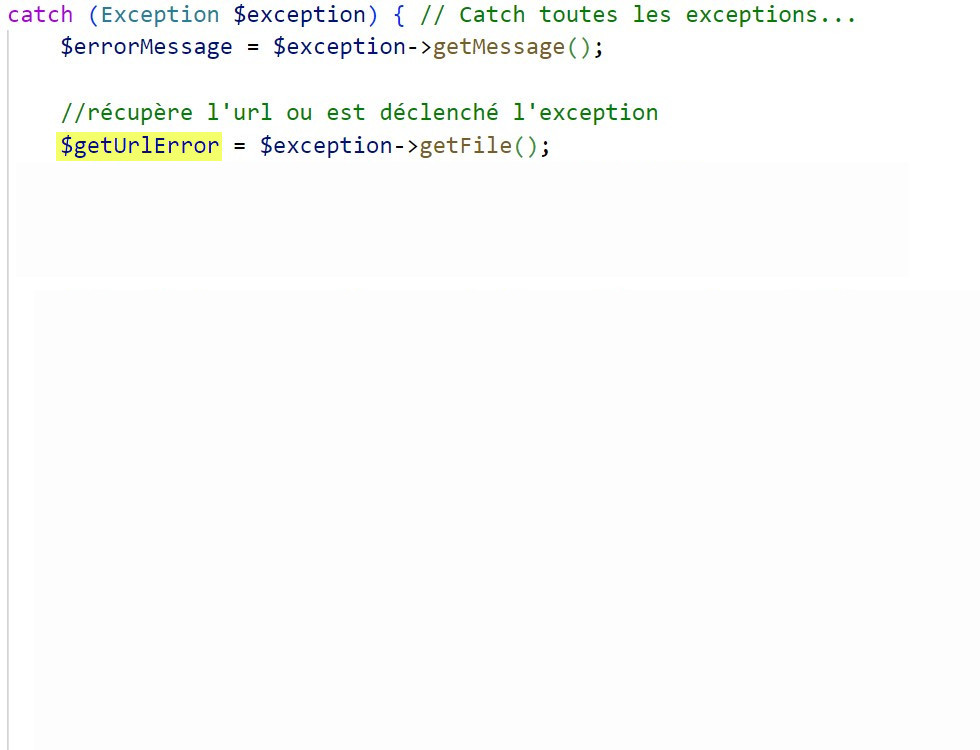 catch (Exception $exception) { // Catch toutes les exceptions...
$errorMessage = $exception->getMessage();
//récupère l'url ou est déclenché l'exception
$getUrlError = $exception->getFile();